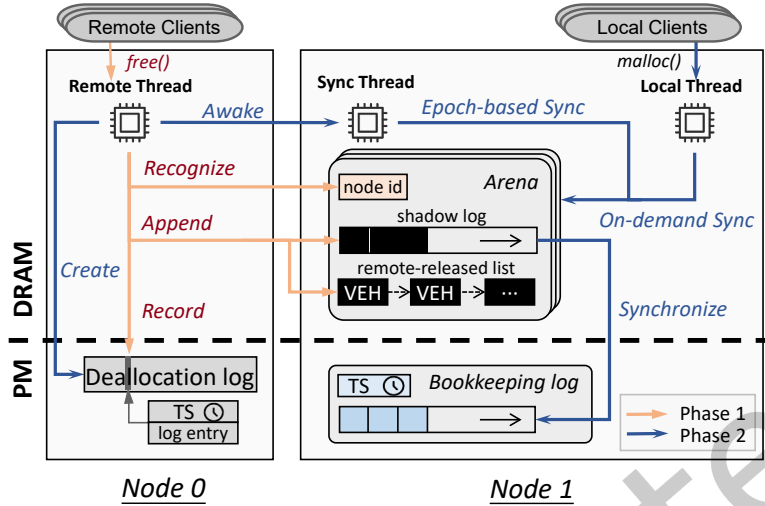 Remote Clients
Local Clients
free()
malloc()
Remote Thread
Sync Thread
Local Thread
Awake
Epoch-based Sync
Recognize
node id
Arena
Append
shadow log
On-demand Sync
Create
remote-released list
VEH
VEH
...
Record
Synchronize
DRAM
PM
Deallocation log
TS
Bookkeeping log
TS
log entry
Phase 1
Phase 2
Node 0
Node 1